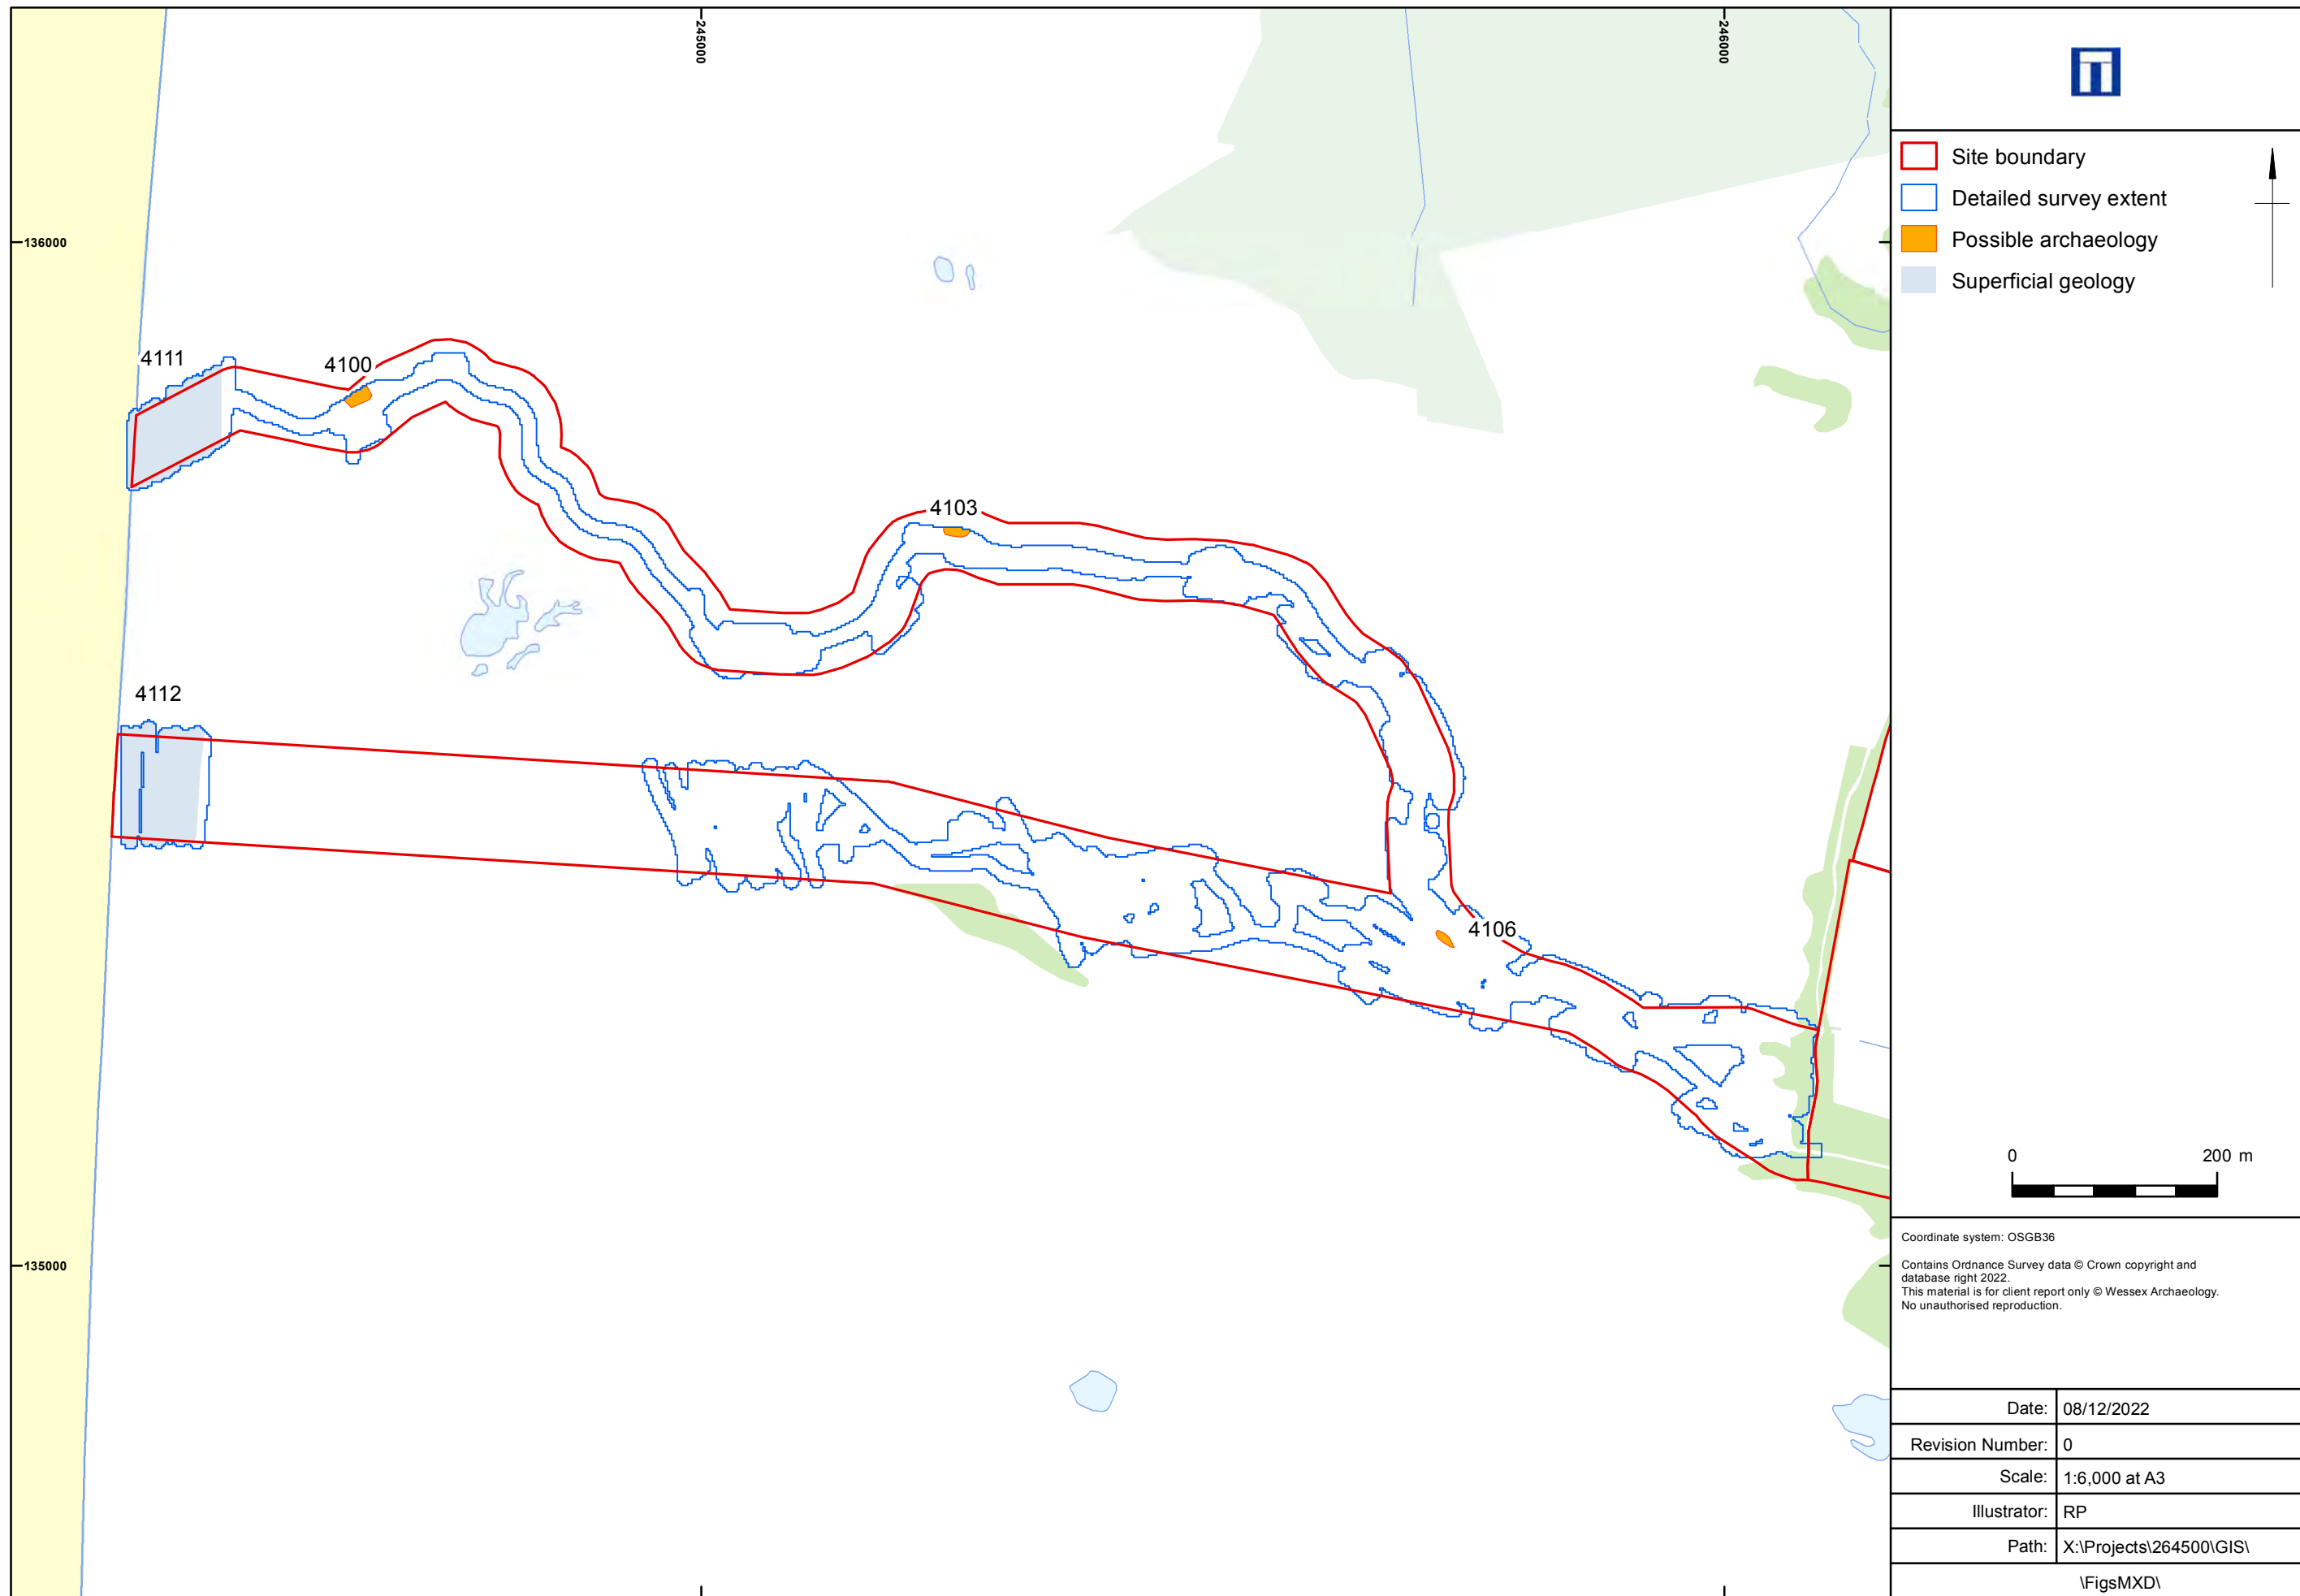 245000
246000
136000
135000
4111
4100
4103
4112
4106
Site boundary
Detailed survey extent
Possible archaeology
Superficial geology
0 200 m
Coordinate system: OSGB36
Contains Ordnance Survey data © Crown copyright and
database right 2022.
This material is for client report only © Wessex Archaeology.
No unauthorised reproduction.
Date: 08/12/2022
Revision Number: 0
Scale: 1:6,000 at A3
Illustrator: RP
Path: X:\Projects\264500\GIS\
\FigsMXD\